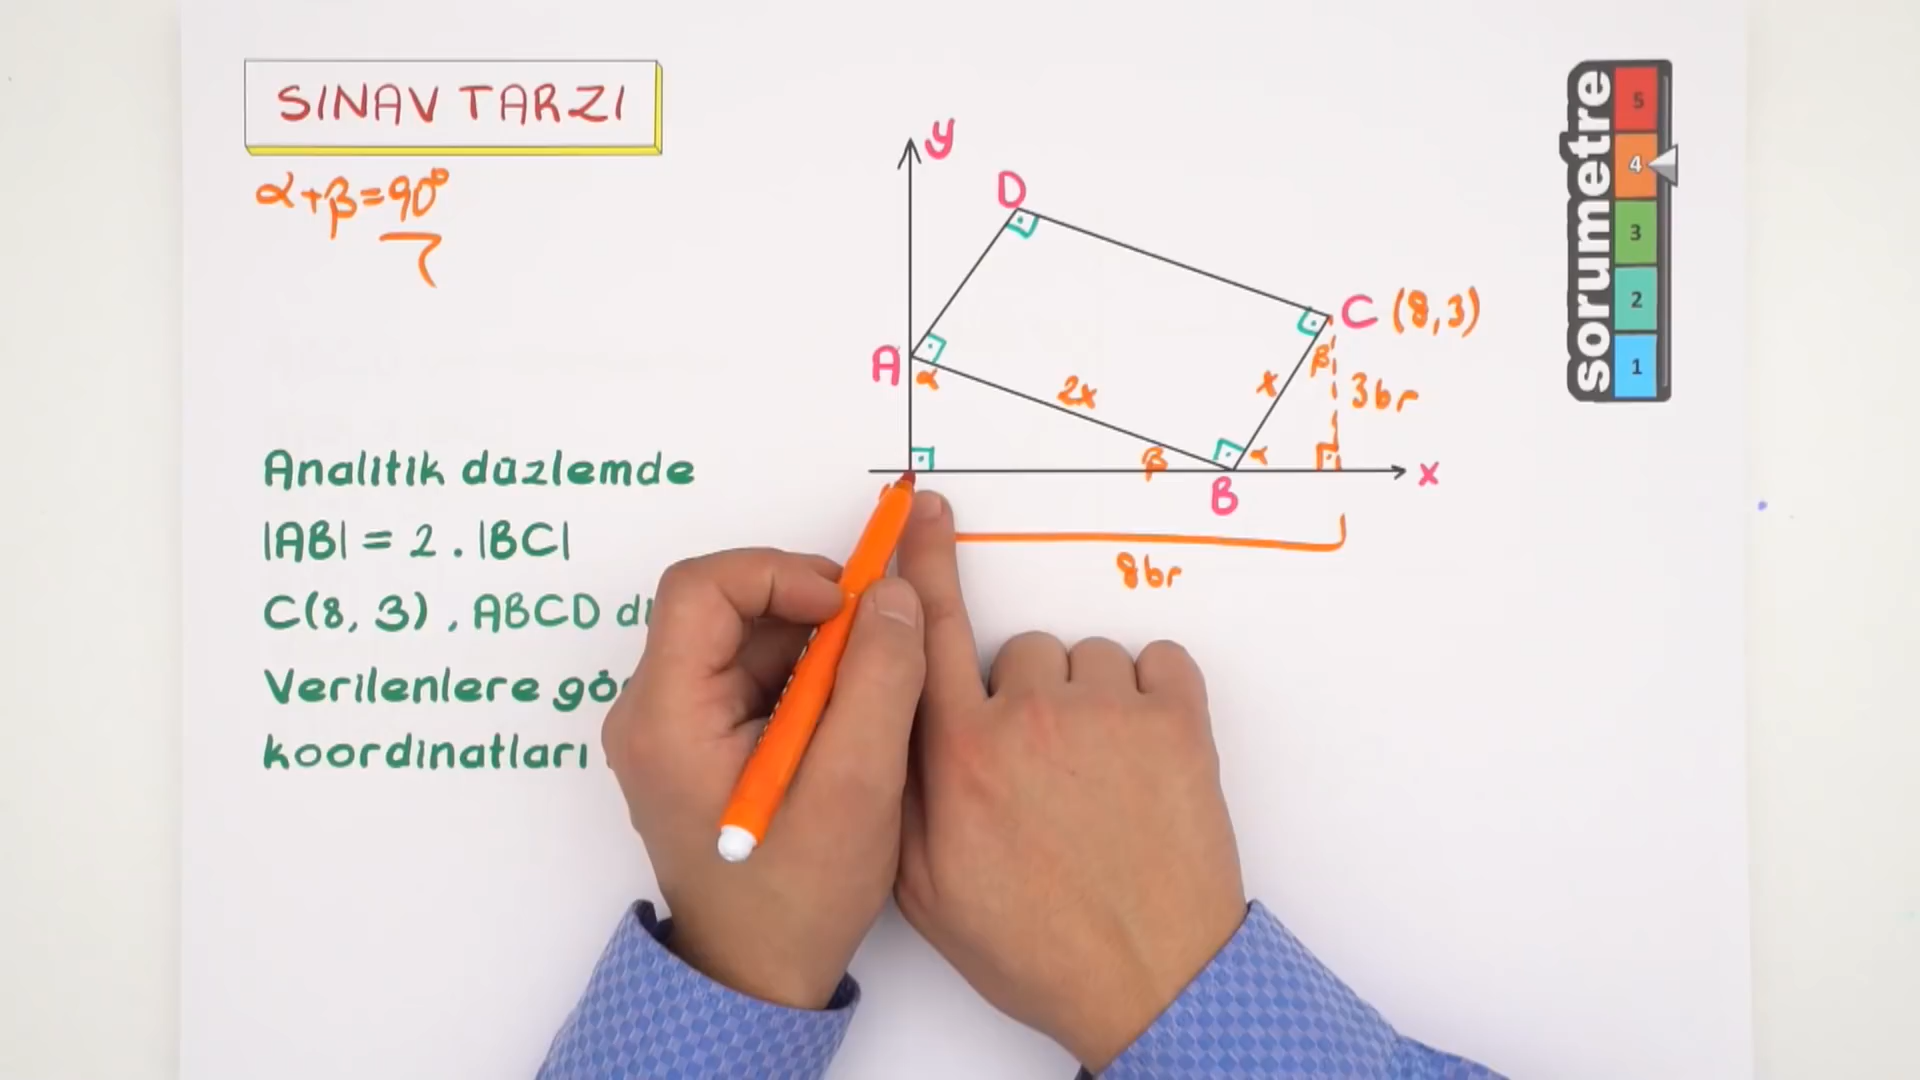 SINAV TARZI
α+β=90°
Analitik düzlemde
|AB| = 2 . |BC|
C(8, 3) , ABCD
Verilenlere
koordinatları
y
D
C (8,3)
β
A
α
2x
x
3br
β
α
B
x
8br
sorumetre
5
4
3
2
1